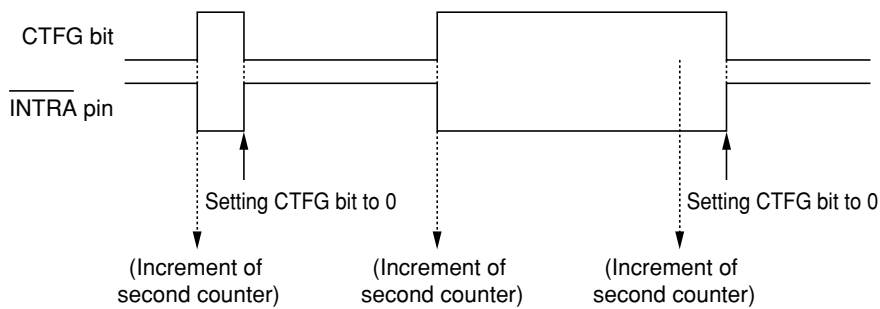 CTFG bit
INTRA pin
Setting CTFG bit to 0
Setting CTFG bit to 0
(Increment of
second counter)
(Increment of
second counter)
(Increment of
second counter)